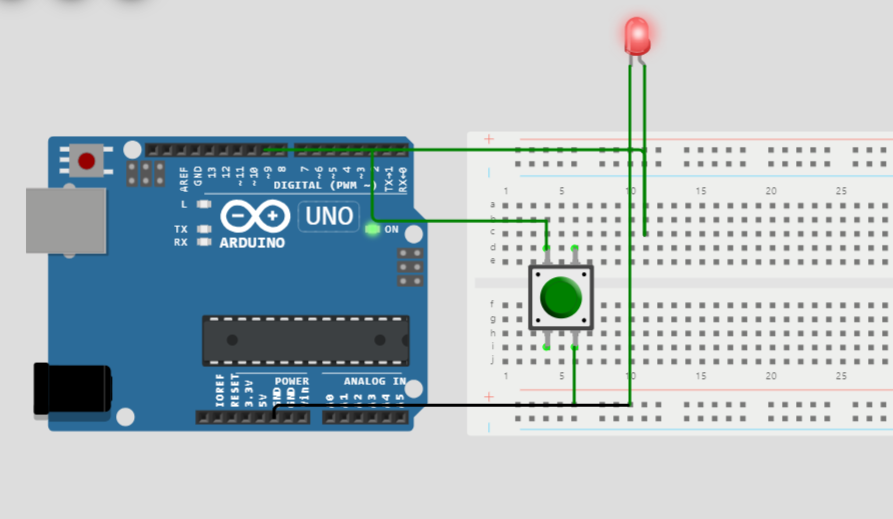 AREF
GND
13
12
~11
~10
~9
8
7
~6
~5
4
~3
2
TX→1
RX←0
DIGITAL (PWM ~)
L
UNO
TX
RX
ARDUINO
ON
IOREF
RESET
3.3V
5V
GND
GND
Vin
POWER
ANALOG IN
A0
A1
A2
A3
A4
A5
+
1 5 10 15 20 25
a
b
c
d
e
f
g
h
i
j
1 5 10 15 20 25
+